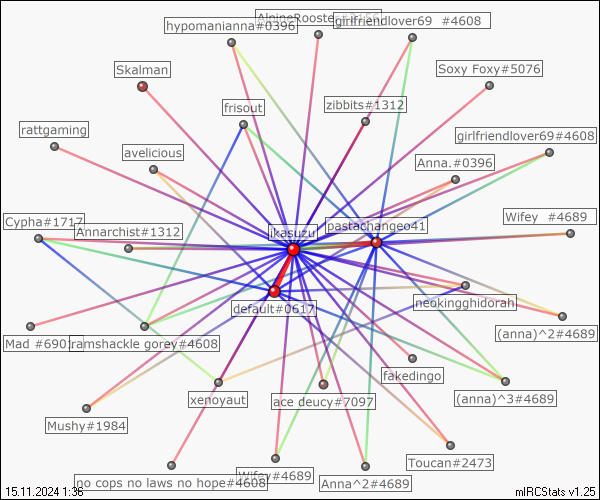 AlpineRooster#
hypomanianna#0396
girlfriendlover69 #4608
Skalman
Soxy Foxy#5076
frisout
zibbits#1312
rattgaming
girlfriendlover69#4608
avelicious
Anna.#0396
Cypha#1717
Annarchist#1312
ikasuzu
pastachangeo41
Wifey #4689
default#0617
neokingghidorah
Mad #6901
ramshackle gorey#4608
(anna)^2#4689
fakedingo
xenoyaut
ace deucy#7097
(anna)^3#4689
Mushy#1984
Toucan#2473
no cops no laws no hope#4608
Wifey#4689
Anna^2#4689
15.11.2024 1:36
mIRCStats v1.25